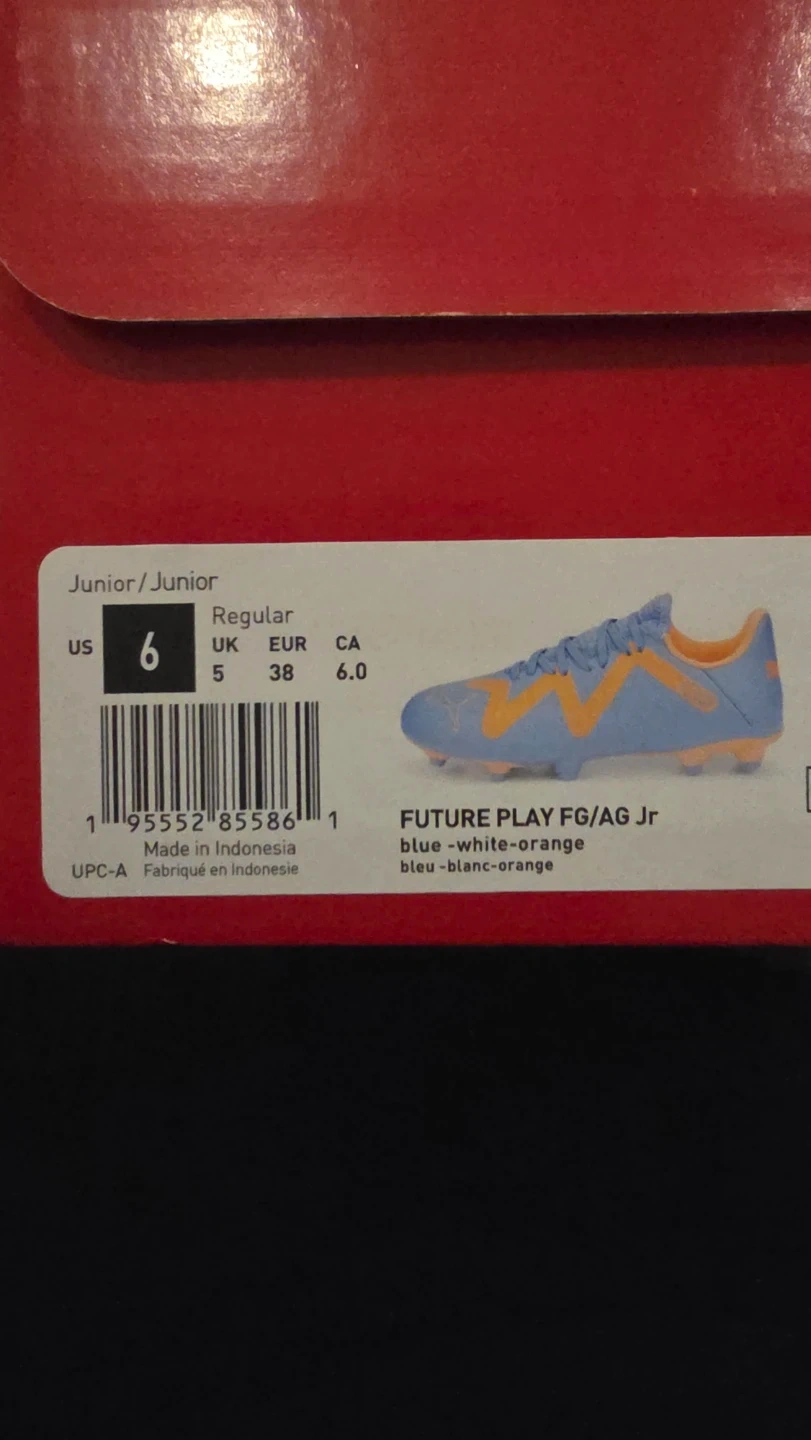 Junior/Junior
US 6 Regular
UK EUR CA
5 38 6.0
1 95552 85586 1
Made in Indonesia
UPC-A Fabriqué en Indonesie
FUTURE PLAY FG/AG Jr
blue -white-orange
bleu -blanc-orange